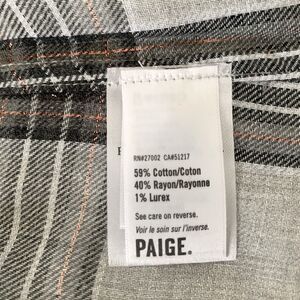 RN#27002 CA#51217
59% Cotton/Coton
40% Rayon/Rayonne
1% Lurex
See care on reverse.
Voir le soin sur l'inverse.
PAIGE.